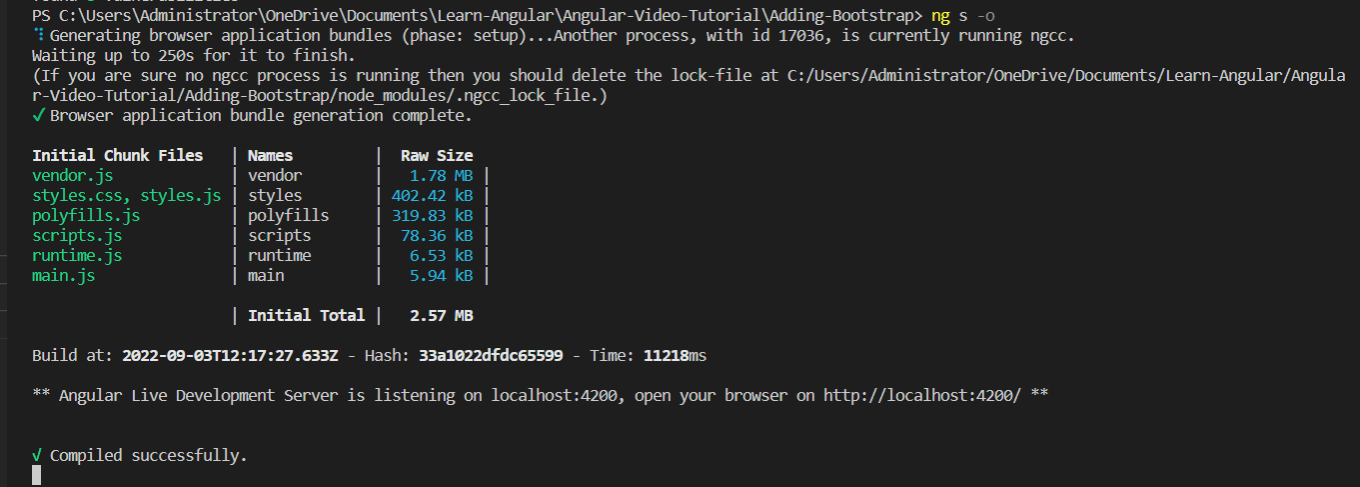 PS C:\Users\Administrator\OneDrive\Documents\Learn-Angular\Angular-Video-Tutorial\Adding-Bootstrap> ng s -o
⠹ Generating browser application bundles (phase: setup)...Another process, with id 17036, is currently running ngcc.
Waiting up to 250s for it to finish.
(If you are sure no ngcc process is running then you should delete the lock-file at C:/Users/Administrator/OneDrive/Documents/Learn-Angular/Angula
r-Video-Tutorial/Adding-Bootstrap/node_modules/.ngcc_lock_file.)
✓ Browser application bundle generation complete.
Initial Chunk Files | Names | Raw Size
vendor.js | vendor | 1.78 MB |
styles.css, styles.js | styles | 402.42 kB |
polyfills.js | polyfills | 319.83 kB |
scripts.js | scripts | 78.36 kB |
runtime.js | runtime | 6.53 kB |
main.js | main | 5.94 kB |
| Initial Total | 2.57 MB
Build at: 2022-09-03T12:17:27.633Z - Hash: 33a1022dfdc65599 - Time: 11218ms
** Angular Live Development Server is listening on localhost:4200, open your browser on http://localhost:4200/ **
√ Compiled successfully.